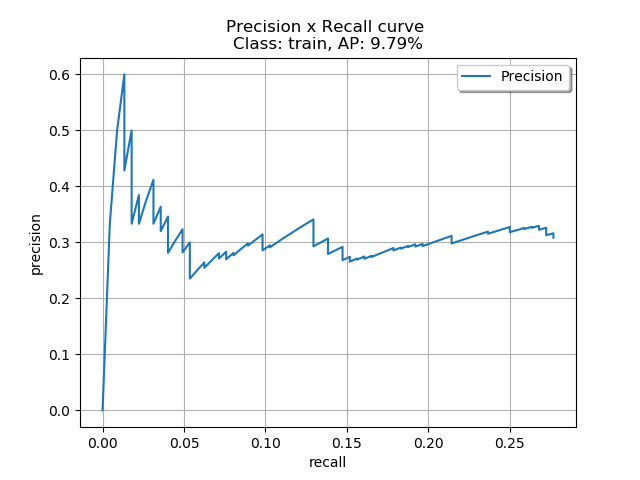 Precision x Recall curve
Class: train, AP: 9.79%
Precision
0.6
0.5
0.4
0.3
0.2
0.1
0.0
precision
0.00 0.05 0.10 0.15 0.20 0.25
recall